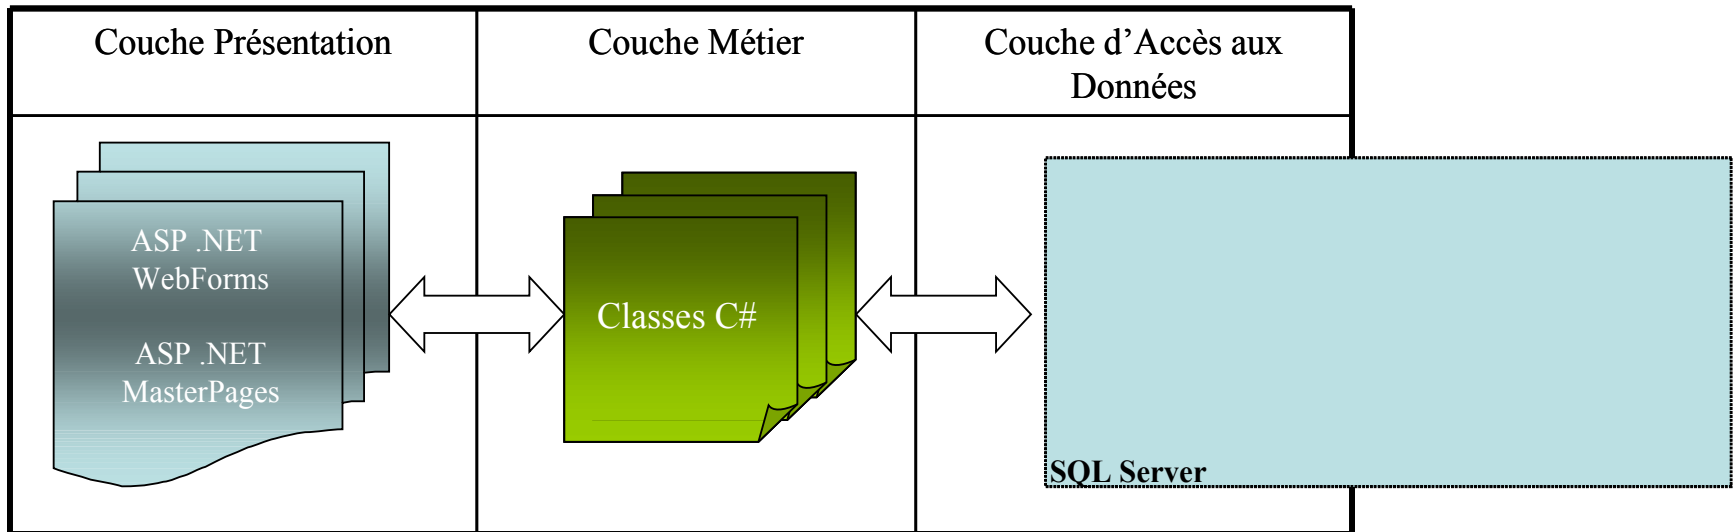 Couche Présentation
Couche Métier
Couche d’Accès aux
Données
ASP .NET
WebForms
ASP .NET
MasterPages
Classes C#
SQL Server